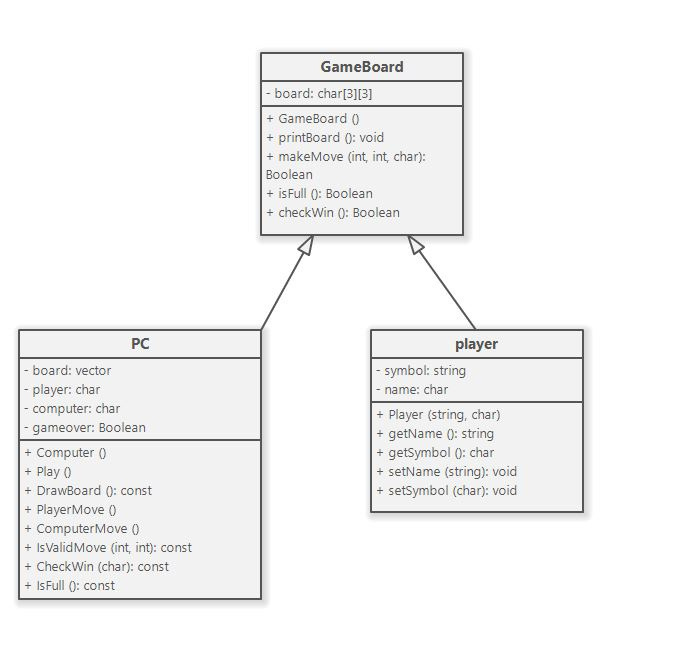 GameBoard
- board: char[3][3]
+ GameBoard ()
+ printBoard (): void
+ makeMove (int, int, char):
Boolean
+ isFull (): Boolean
+ checkWin (): Boolean
PC
- board: vector
- player: char
- computer: char
- gameover: Boolean
+ Computer ()
+ Play ()
+ DrawBoard (): const
+ PlayerMove ()
+ ComputerMove ()
+ IsValidMove (int, int): const
+ CheckWin (char): const
+ IsFull (): const
player
- symbol: string
- name: char
+ Player (string, char)
+ getName (): string
+ getSymbol (): char
+ setName (string): void
+ setSymbol (char): void